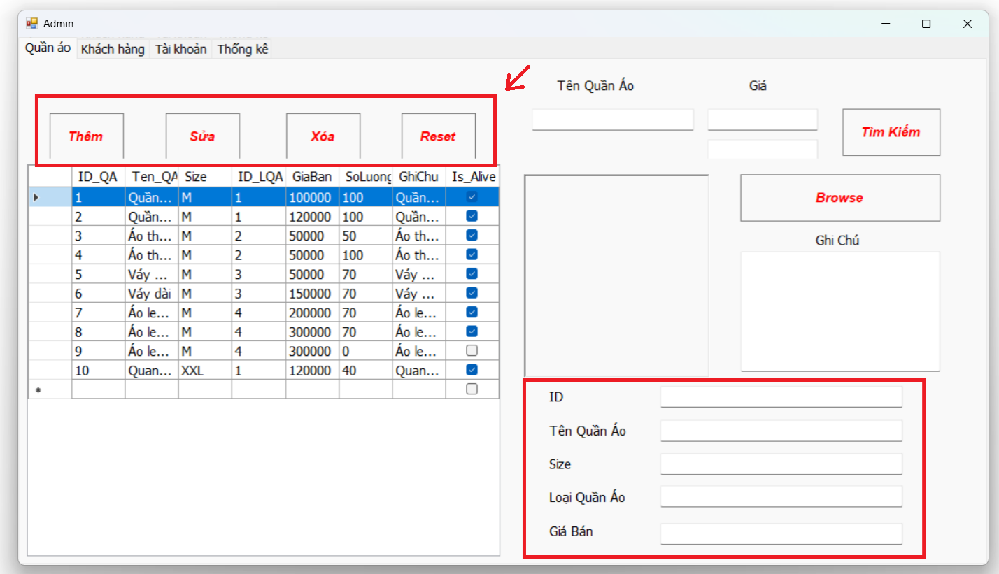 Admin
Quần áo Khách hàng Tài khoản Thống kê
Tên Quần Áo Giá
Thêm Sửa Xóa Reset
Tìm Kiếm
ID_QA Ten_QA Size ID_LQA GiaBan SoLuong GhiChu Is_Alive
1 Quần... M 1 100000 100 Quần...
2 Quần... M 1 120000 100 Quần...
3 Áo th... M 2 50000 50 Áo th...
4 Áo th... M 2 50000 100 Áo th...
5 Váy ... M 3 50000 70 Váy ...
6 Váy dài M 3 150000 70 Váy ...
7 Áo le... M 4 200000 70 Áo le...
8 Áo le... M 4 300000 70 Áo le...
9 Áo le... M 4 300000 0 Áo le...
10 Quan... XXL 1 120000 40 Quan...
Browse
Ghi Chú
ID
Tên Quần Áo
Size
Loại Quần Áo
Giá Bán